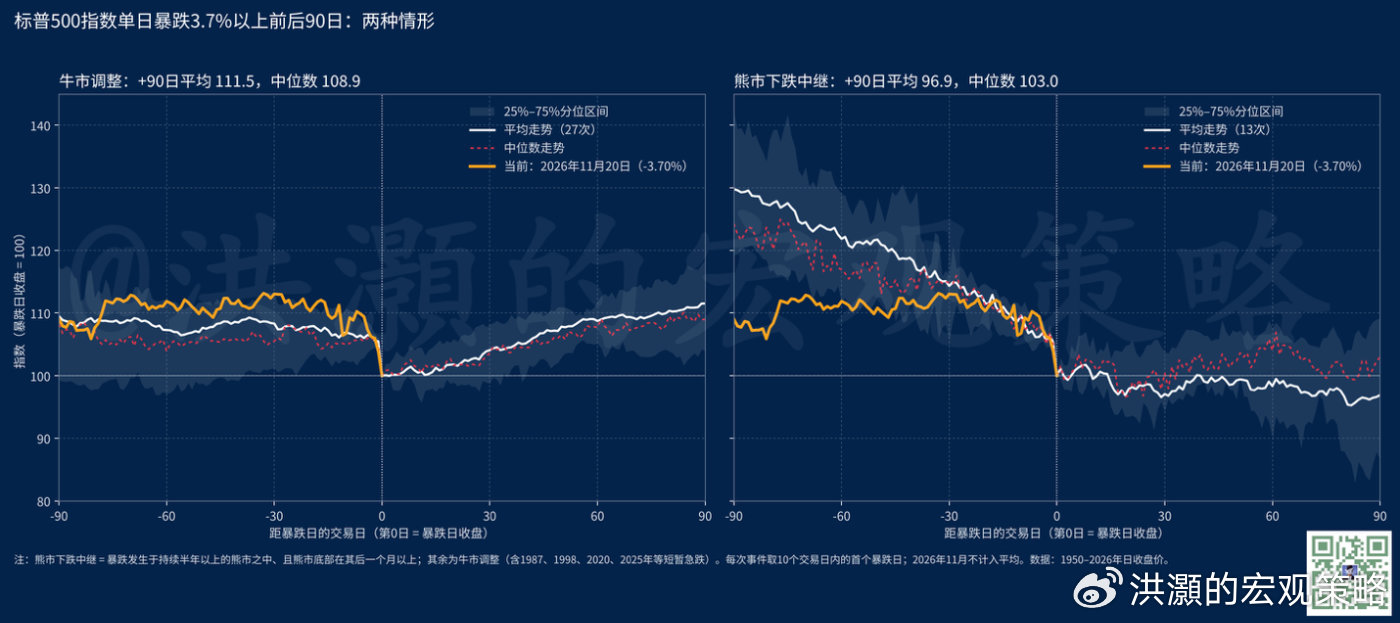 标普500指数单日暴跌3.7%以上前后90日：两种情形
牛市调整：+90日平均 111.5，中位数 108.9
25%–75%分位区间
平均走势（27次）
中位数走势
当前：2026年11月20日（-3.70%）
指数（暴跌日收盘 = 100）
140
130
120
110
100
90
80
-90
-60
-30
0
30
60
90
距暴跌日的交易日（第0日 = 暴跌日收盘）
熊市下跌中继：+90日平均 96.9，中位数 103.0
25%–75%分位区间
平均走势（13次）
中位数走势
当前：2026年11月20日（-3.70%）
-90
-60
-30
0
30
60
90
距暴跌日的交易日（第0日 = 暴跌日收盘）
@洪灝的宏观策略
注：熊市下跌中继 = 暴跌发生于持续半年以上的熊市之中、且熊市底部在其后一个月以上；其余为牛市调整（含1987、1998、2020、2025年等短暂急跌）。每次事件取10个交易日内的首个暴跌日；2026年11月不计入平均。数据：1950–2026年日收盘价。
洪灝的宏观策略